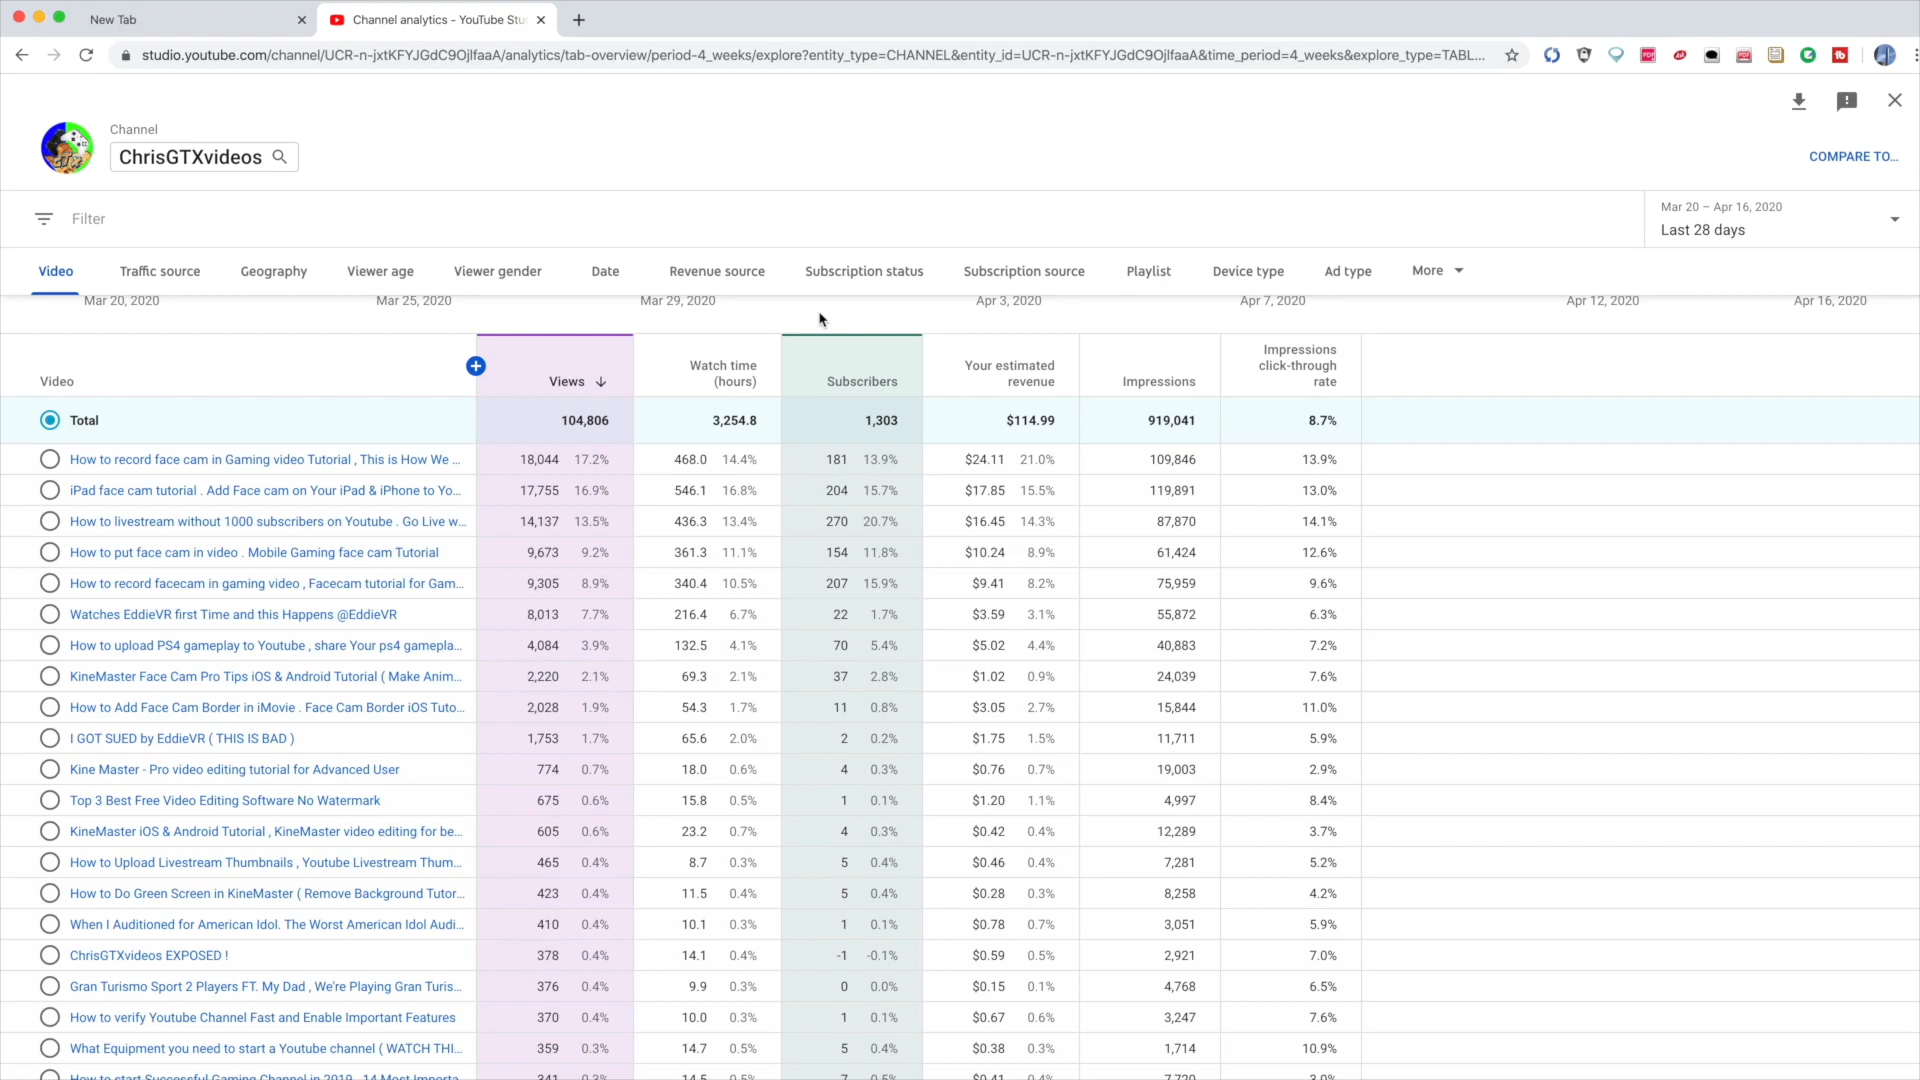 New Tab
Channel analytics - YouTube Stu
studio.youtube.com/channel/UCR-n-jxtKFYJGdC9OjlfaaA/analytics/tab-overview/period-4_weeks/explore?entity_type=CHANNEL&entity_id=UCR-n-jxtKFYJGdC9OjlfaaA&time_period=4_weeks&explore_type=TABL...
Channel
ChrisGTXvideos
COMPARE TO...
Filter
Mar 20 – Apr 16, 2020
Last 28 days
Video Traffic source Geography Viewer age Viewer gender Date Revenue source Subscription status Subscription source Playlist Device type Ad type More
Mar 20, 2020 Mar 25, 2020 Mar 29, 2020 Apr 3, 2020 Apr 7, 2020 Apr 12, 2020 Apr 16, 2020
Video Views Watch time (hours) Subscribers Your estimated revenue Impressions Impressions click-through rate
Total 104,806 3,254.8 1,303 $114.99 919,041 8.7%
How to record face cam in Gaming video Tutorial , This is How We ... 18,044 17.2% 468.0 14.4% 181 13.9% $24.11 21.0% 109,846 13.9%
iPad face cam tutorial . Add Face cam on Your iPad & iPhone to Yo... 17,755 16.9% 546.1 16.8% 204 15.7% $17.85 15.5% 119,891 13.0%
How to livestream without 1000 subscribers on Youtube . Go Live w... 14,137 13.5% 436.3 13.4% 270 20.7% $16.45 14.3% 87,870 14.1%
How to put face cam in video . Mobile Gaming face cam Tutorial 9,673 9.2% 361.3 11.1% 154 11.8% $10.24 8.9% 61,424 12.6%
How to record facecam in gaming video , Facecam tutorial for Gam... 9,305 8.9% 340.4 10.5% 207 15.9% $9.41 8.2% 75,959 9.6%
Watches EddieVR first Time and this Happens @EddieVR 8,013 7.7% 216.4 6.7% 22 1.7% $3.59 3.1% 55,872 6.3%
How to upload PS4 gameplay to Youtube , share Your ps4 gamepla... 4,084 3.9% 132.5 4.1% 70 5.4% $5.02 4.4% 40,883 7.2%
KineMaster Face Cam Pro Tips iOS & Android Tutorial ( Make Anim... 2,220 2.1% 69.3 2.1% 37 2.8% $1.02 0.9% 24,039 7.6%
How to Add Face Cam Border in iMovie . Face Cam Border iOS Tuto... 2,028 1.9% 54.3 1.7% 11 0.8% $3.05 2.7% 15,844 11.0%
I GOT SUED by EddieVR ( THIS IS BAD ) 1,753 1.7% 65.6 2.0% 2 0.2% $1.75 1.5% 11,711 5.9%
Kine Master - Pro video editing tutorial for Advanced User 774 0.7% 18.0 0.6% 4 0.3% $0.76 0.7% 19,003 2.9%
Top 3 Best Free Video Editing Software No Watermark 675 0.6% 15.8 0.5% 1 0.1% $1.20 1.1% 4,997 8.4%
KineMaster iOS & Android Tutorial , KineMaster video editing for be... 605 0.6% 23.2 0.7% 4 0.3% $0.42 0.4% 12,289 3.7%
How to Upload Livestream Thumbnails , Youtube Livestream Thum... 465 0.4% 8.7 0.3% 5 0.4% $0.46 0.4% 7,281 5.2%
How to Do Green Screen in KineMaster ( Remove Background Tutor... 423 0.4% 11.5 0.4% 5 0.4% $0.28 0.3% 8,258 4.2%
When I Auditioned for American Idol. The Worst American Idol Audi... 410 0.4% 10.1 0.3% 1 0.1% $0.78 0.7% 3,051 5.9%
ChrisGTXvideos EXPOSED ! 378 0.4% 14.1 0.4% -1 -0.1% $0.59 0.5% 2,921 7.0%
Gran Turismo Sport 2 Players FT. My Dad , We're Playing Gran Turis... 376 0.4% 9.9 0.3% 0 0.0% $0.15 0.1% 4,768 6.5%
How to verify Youtube Channel Fast and Enable Important Features 370 0.4% 10.0 0.3% 1 0.1% $0.67 0.6% 3,247 7.6%
What Equipment you need to start a Youtube channel ( WATCH THI... 359 0.3% 14.7 0.5% 5 0.4% $0.38 0.3% 1,714 10.9%
How to start Successful Gaming Channel in 2019 . 14 Most Importa... 341 0.3% 14.5 0.5% 7 0.5% $0.41 0.4% 7,720 3.0%